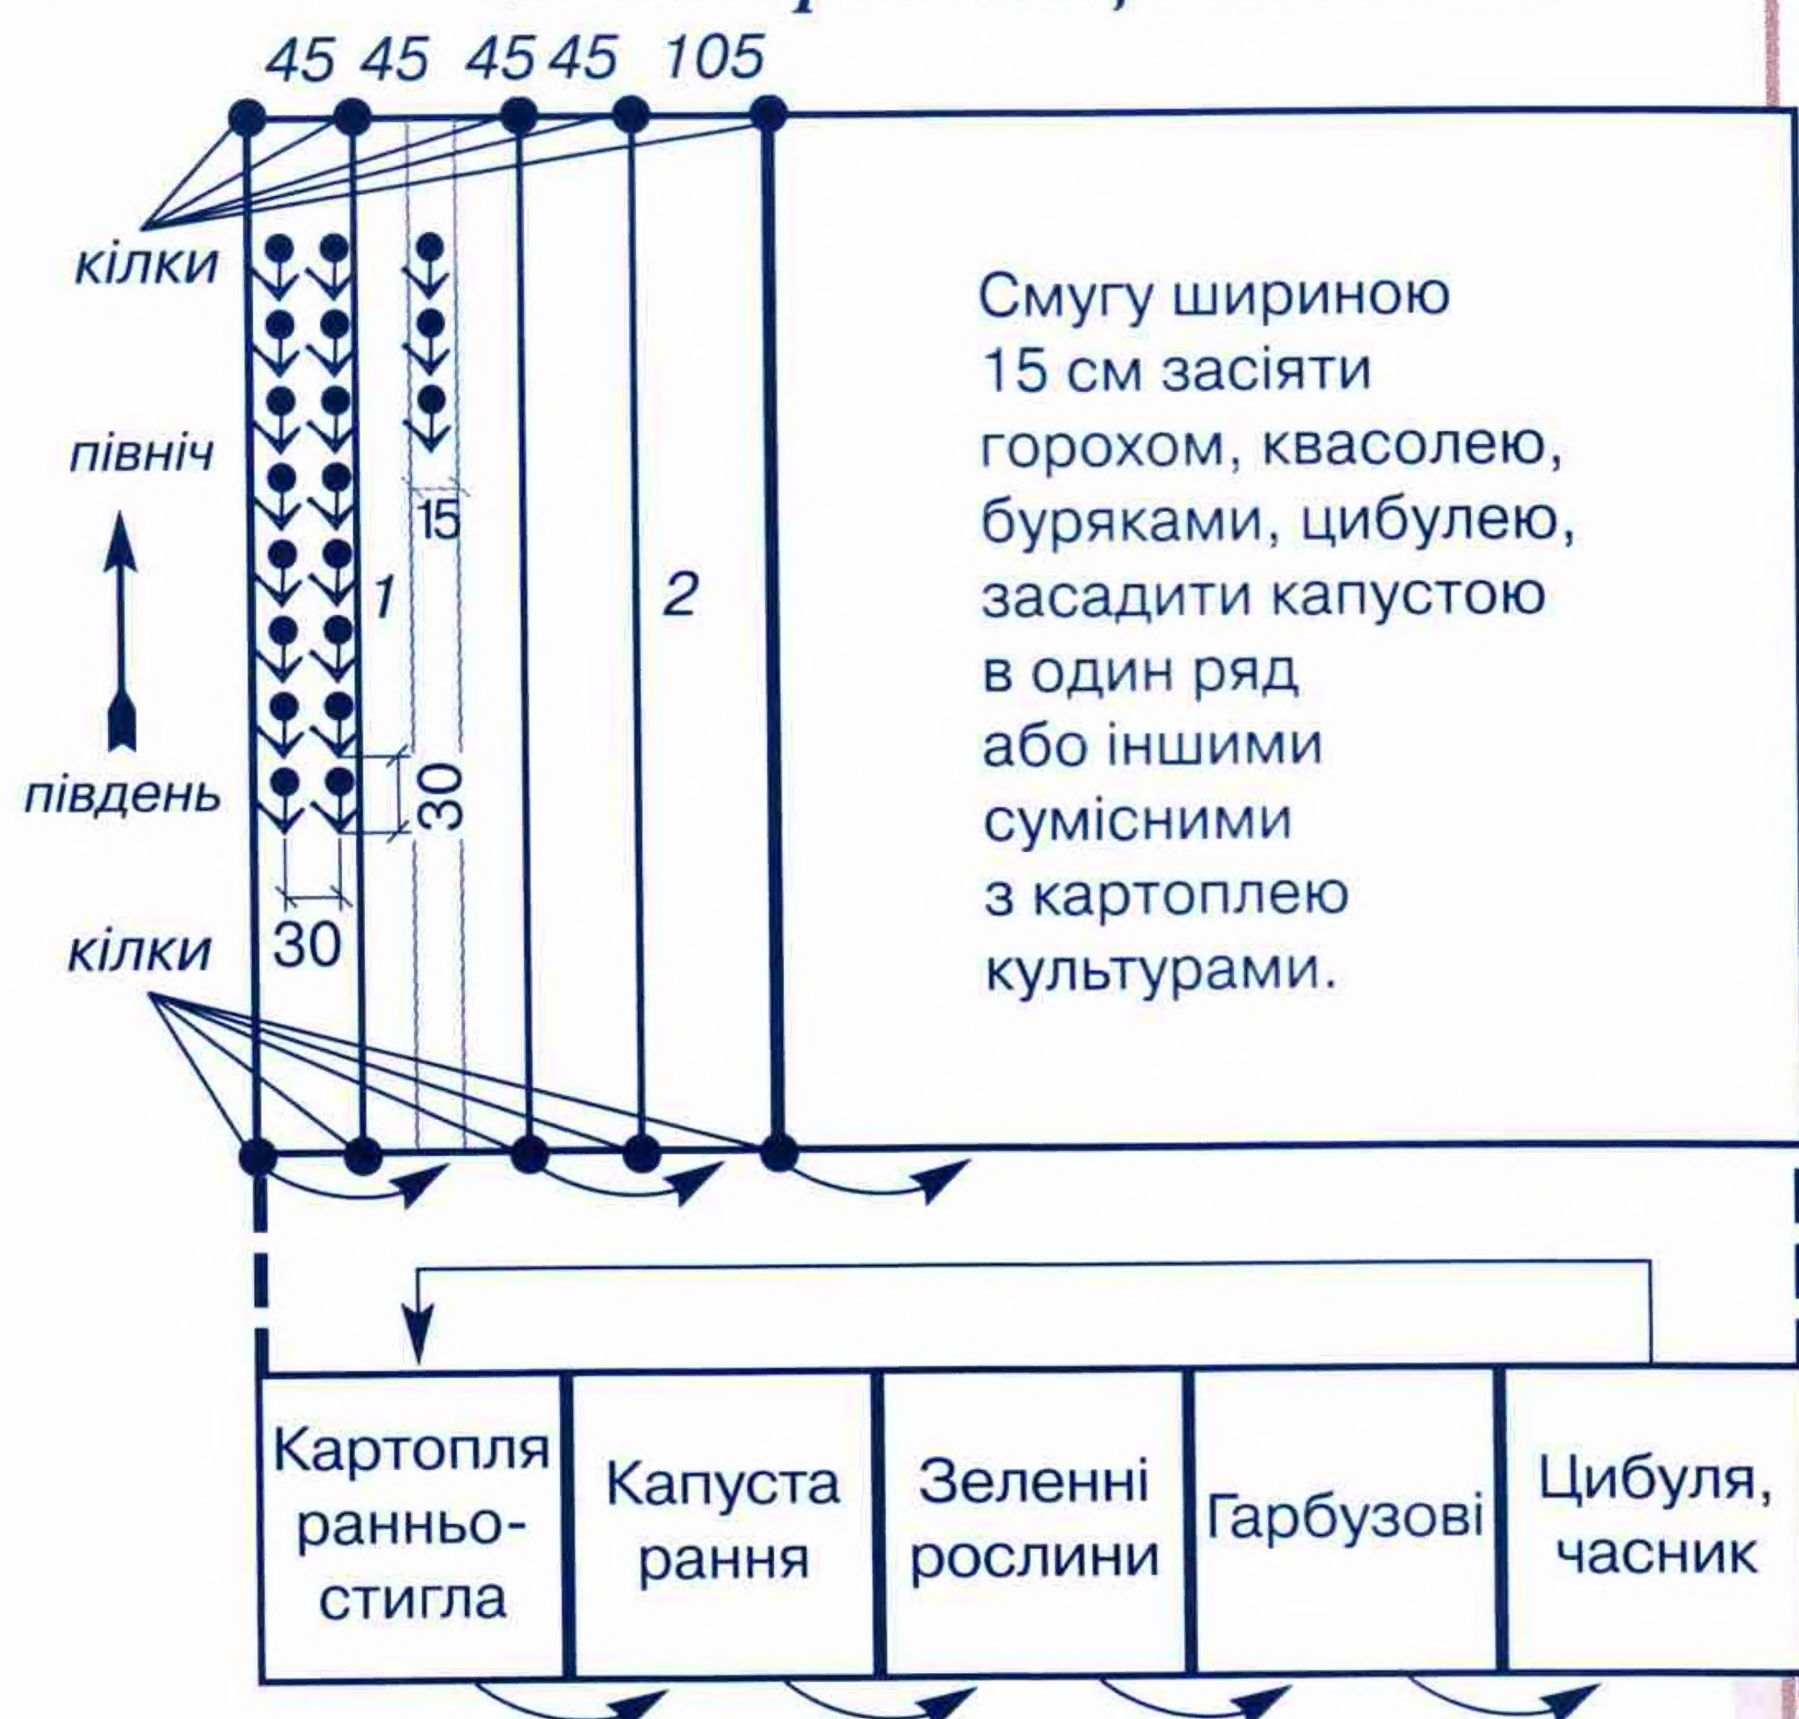 45 45 45 45 105
кілки
північ
15
1
2
30
південь
30
кілки
Смугу шириною
15 см засіяти
горохом, квасолею,
буряками, цибулею,
засадити капустою
в один ряд
або іншими
сумісними
з картоплею
культурами.
Картопля
ранньо-
стигла
Капуста
рання
Зеленні
рослини
Гарбузові
Цибуля,
часник